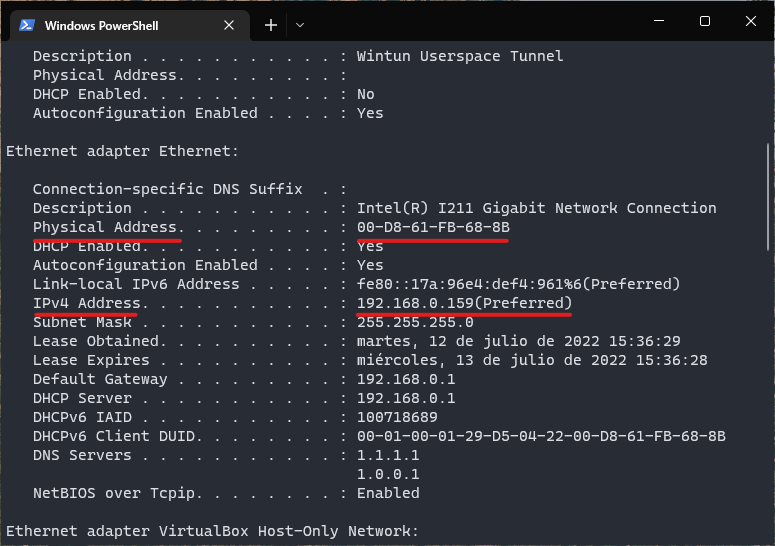 Windows PowerShell
Description . . . . . . . . . . . : Wintun Userspace Tunnel
Physical Address. . . . . . . . . :
DHCP Enabled. . . . . . . . . . . : No
Autoconfiguration Enabled . . . . : Yes
Ethernet adapter Ethernet:
Connection-specific DNS Suffix  . :
Description . . . . . . . . . . . : Intel(R) I211 Gigabit Network Connection
Physical Address. . . . . . . . . : 00-D8-61-FB-68-8B
DHCP Enabled. . . . . . . . . . . : Yes
Autoconfiguration Enabled . . . . : Yes
Link-local IPv6 Address . . . . . : fe80::17a:96e4:def4:961%6(Preferred)
IPv4 Address. . . . . . . . . . . : 192.168.0.159(Preferred)
Subnet Mask . . . . . . . . . . . : 255.255.255.0
Lease Obtained. . . . . . . . . . : martes, 12 de julio de 2022 15:36:29
Lease Expires . . . . . . . . . . : miércoles, 13 de julio de 2022 15:36:28
Default Gateway . . . . . . . . . : 192.168.0.1
DHCP Server . . . . . . . . . . . : 192.168.0.1
DHCPv6 IAID . . . . . . . . . . . : 100718689
DHCPv6 Client DUID. . . . . . . . : 00-01-00-01-29-D5-04-22-00-D8-61-FB-68-8B
DNS Servers . . . . . . . . . . . : 1.1.1.1
1.0.0.1
NetBIOS over Tcpip. . . . . . . . : Enabled
Ethernet adapter VirtualBox Host-Only Network: